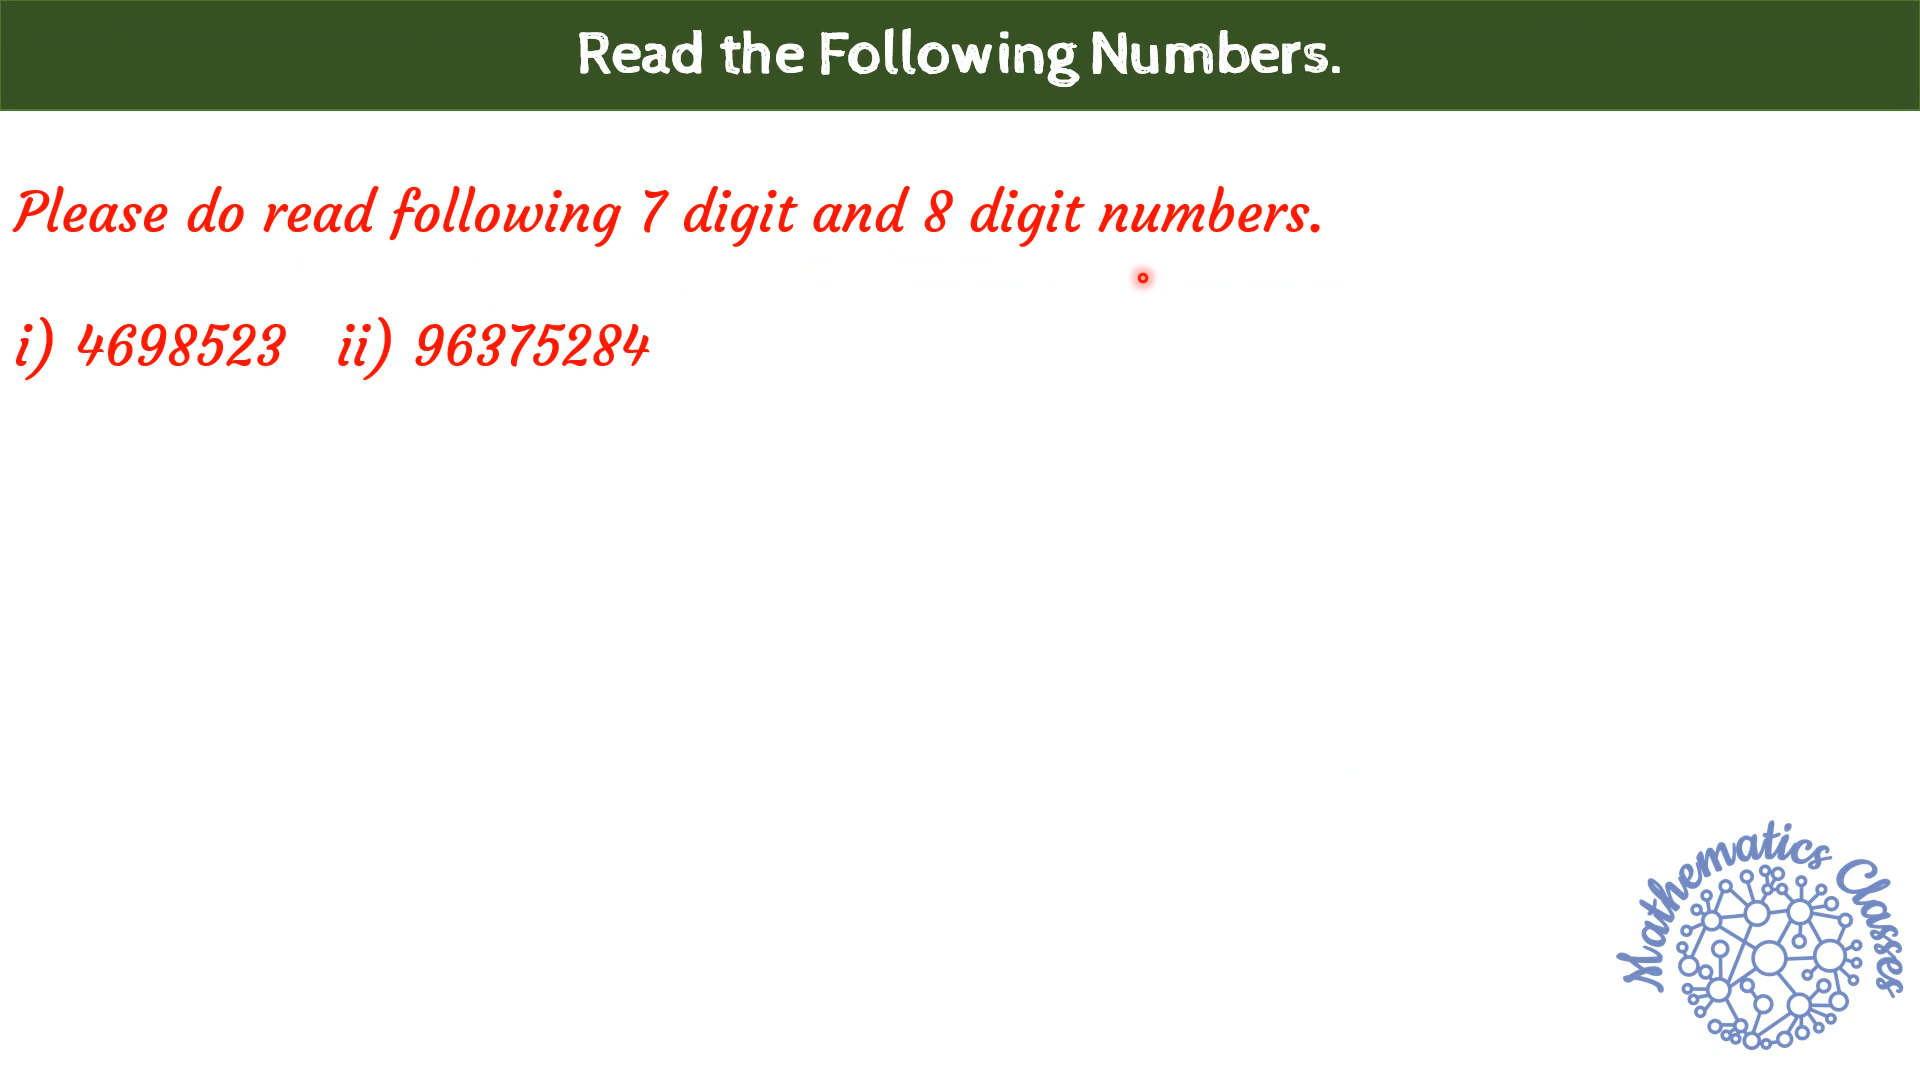 Read the Following Numbers.
Please do read following 7 digit and 8 digit numbers.
i) 4698523 ii) 96375284
Mathematics Classes